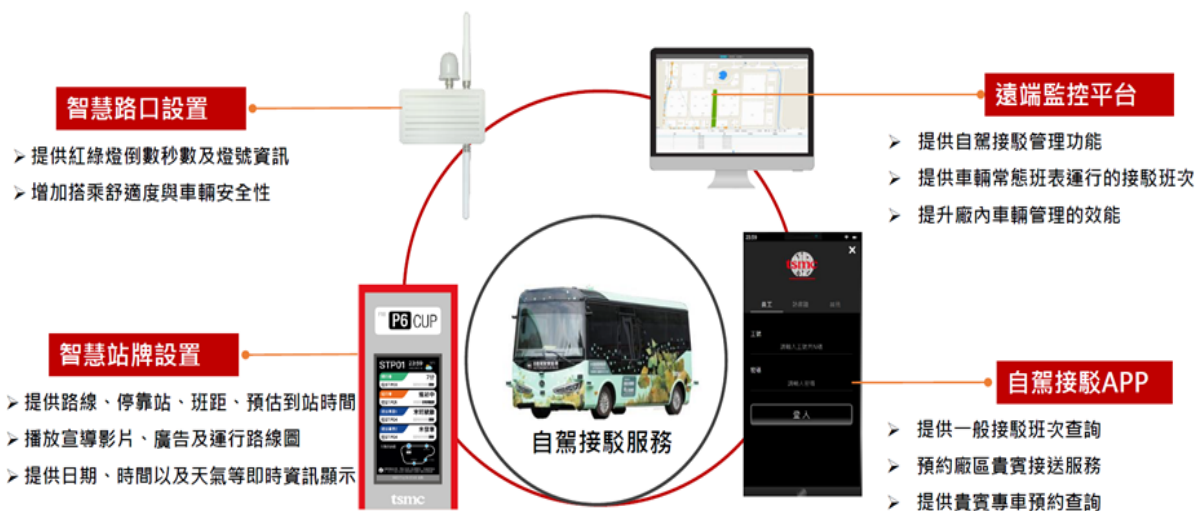 智慧路口設置
➢ 提供紅綠燈倒數秒數及燈號資訊
➢ 增加搭乘舒適度與車輛安全性
遠端監控平台
➢ 提供自駕接駁管理功能
➢ 提供車輛常態班表運行的接駁班次
➢ 提升廠內車輛管理的效能
智慧站牌設置
➢ 提供路線、停靠站、班距、預估到站時間
➢ 播放宣導影片、廣告及運行路線圖
➢ 提供日期、時間以及天氣等即時資訊顯示
P6 CUP
STP01 23:59
tsmc
自駕接駁服務
tsmc
員工
工號
密碼
登入
自駕接駁APP
➢ 提供一般接駁班次查詢
➢ 預約廠區貴賓接送服務
➢ 提供貴賓專車預約查詢